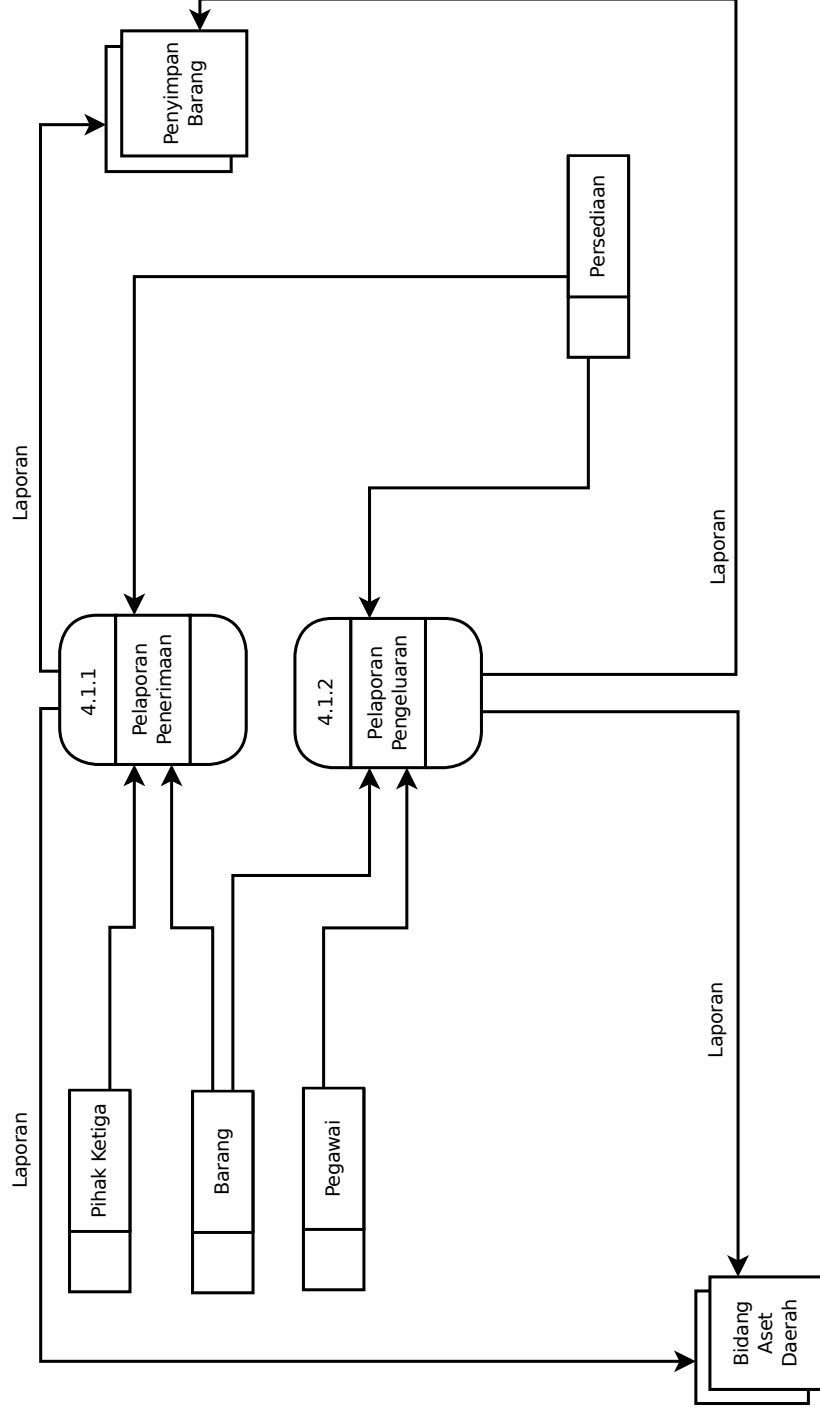 Laporan
Laporan
Pihak Ketiga
4.1.1
Pelaporan
Penerimaan
Penyimpan
Barang
Barang
Pegawai
4.1.2
Pelaporan
Pengeluaran
Persediaan
Laporan
Laporan
Bidang
Aset
Daerah